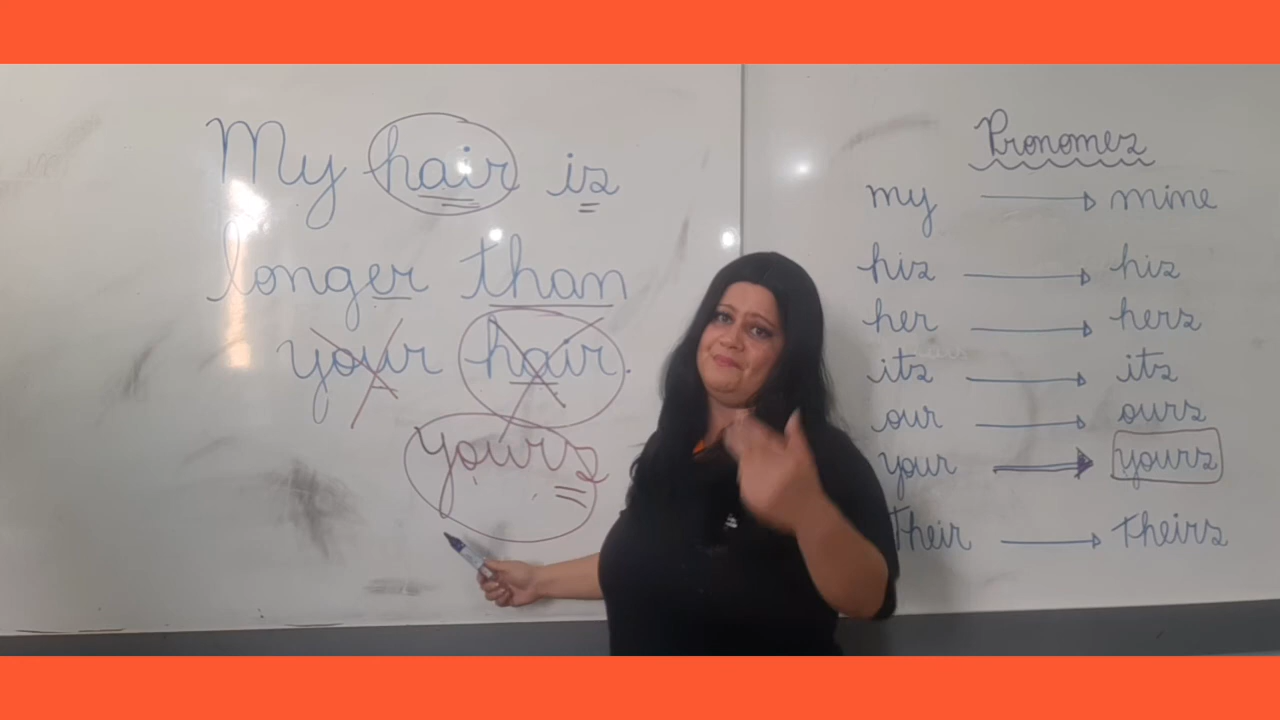 My hair is
longer than
your hair.
yours
Pronomes
my → mine
his → his
her → hers
its → its
our → ours
your → yours
their → theirs